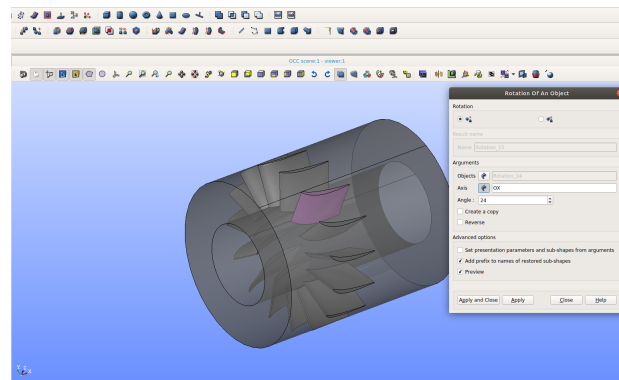 OCC scene:1 - viewer:1
Rotation Of An Object
Rotation
Result name
Name Rotation_13
Arguments
Objects Rotation_14
Axis OX
Angle : 24
Create a copy
Reverse
Advanced options
Set presentation parameters and sub-shapes from arguments
Add prefix to names of restored sub-shapes
Preview
Apply and Close Apply Close Help
Y Z X